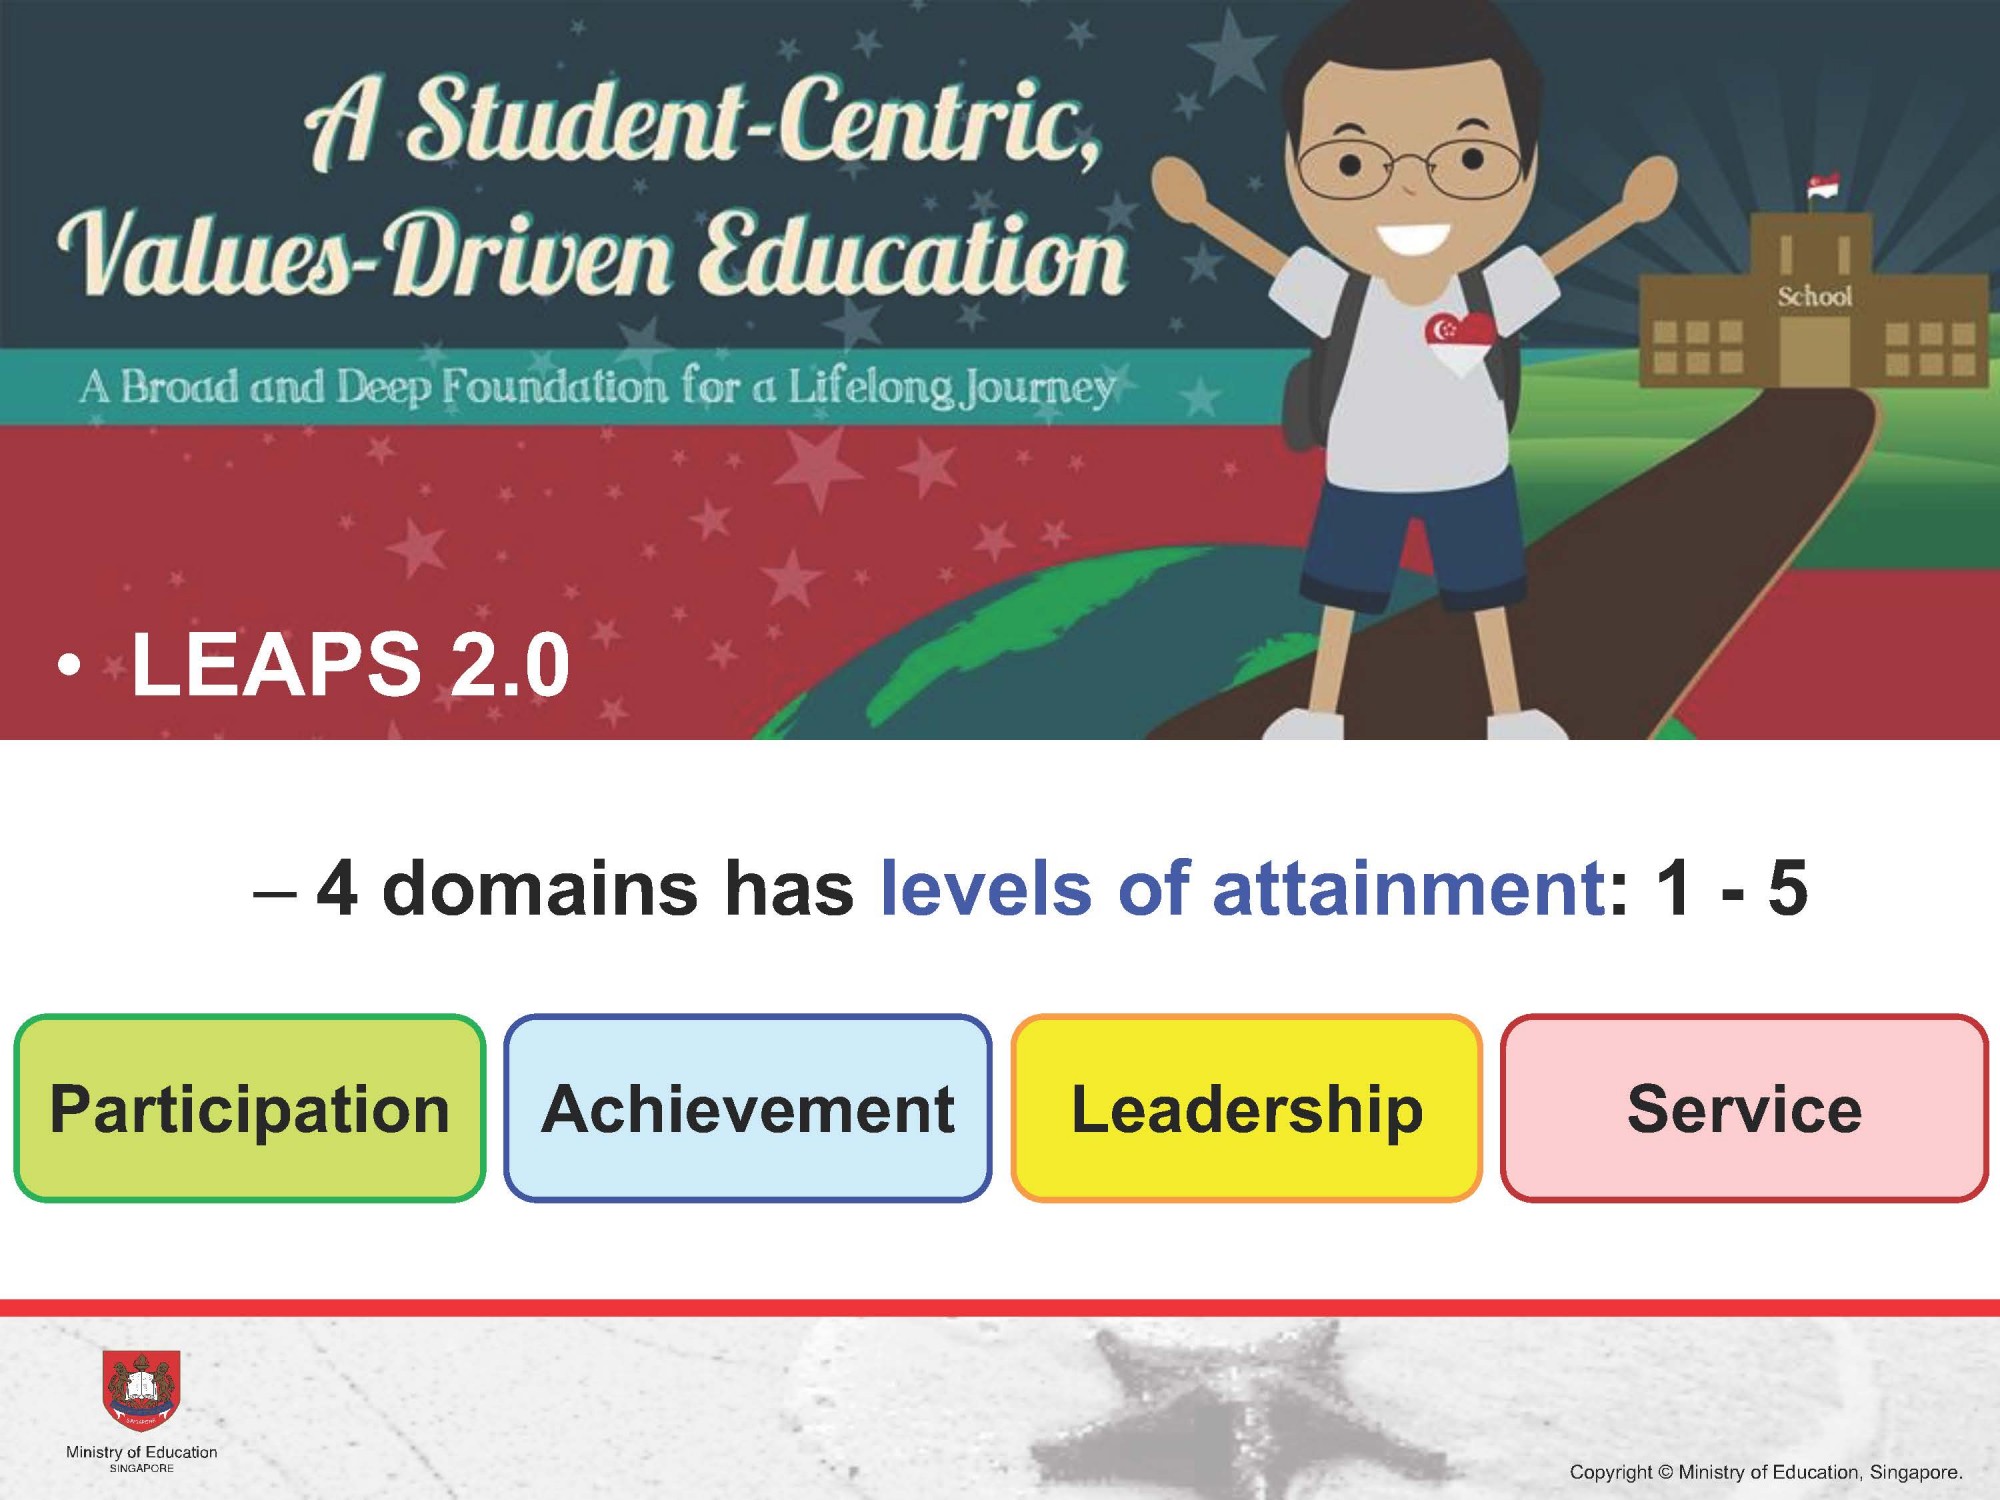 A Student-Centric,
Values-Driven Education
A Broad and Deep Foundation for a Lifelong Journey
School
• LEAPS 2.0
– 4 domains has levels of attainment: 1 - 5
Participation
Achievement
Leadership
Service
SINGAPORE
Ministry of Education
SINGAPORE
Copyright © Ministry of Education, Singapore.